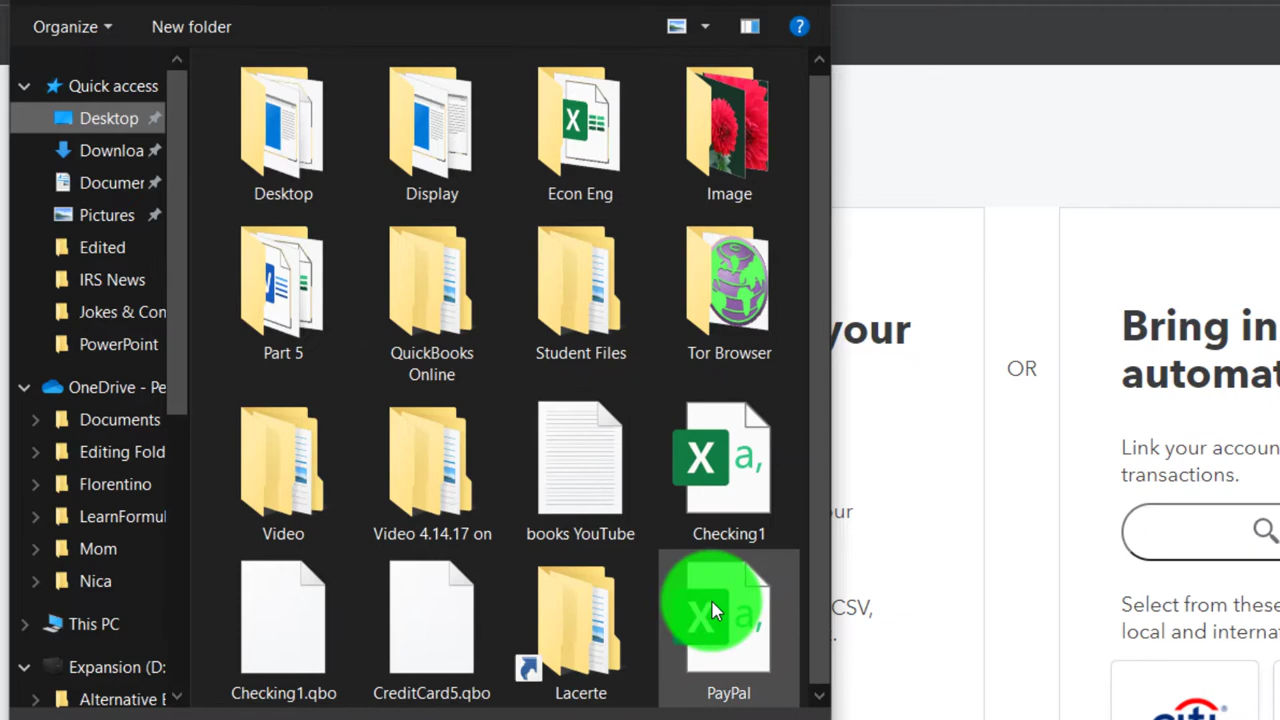 Organize
New folder
?
Quick access
Desktop
Downloa
Documer
Pictures
Edited
IRS News
Jokes & Con
PowerPoint
OneDrive - Pe
Documents
Editing Fold
Florentino
LearnFormul
Mom
Nica
This PC
Expansion (D:
Alternative E
Desktop
Display
Econ Eng
Image
Part 5
QuickBooks
Online
Student Files
Tor Browser
Video
Video 4.14.17 on
books YouTube
Checking1
Checking1.qbo
CreditCard5.qbo
Lacerte
PayPal
your
our
CSV,
OR
Bring in
automat
Link your accoun
transactions.
Select from these
local and interna
citi